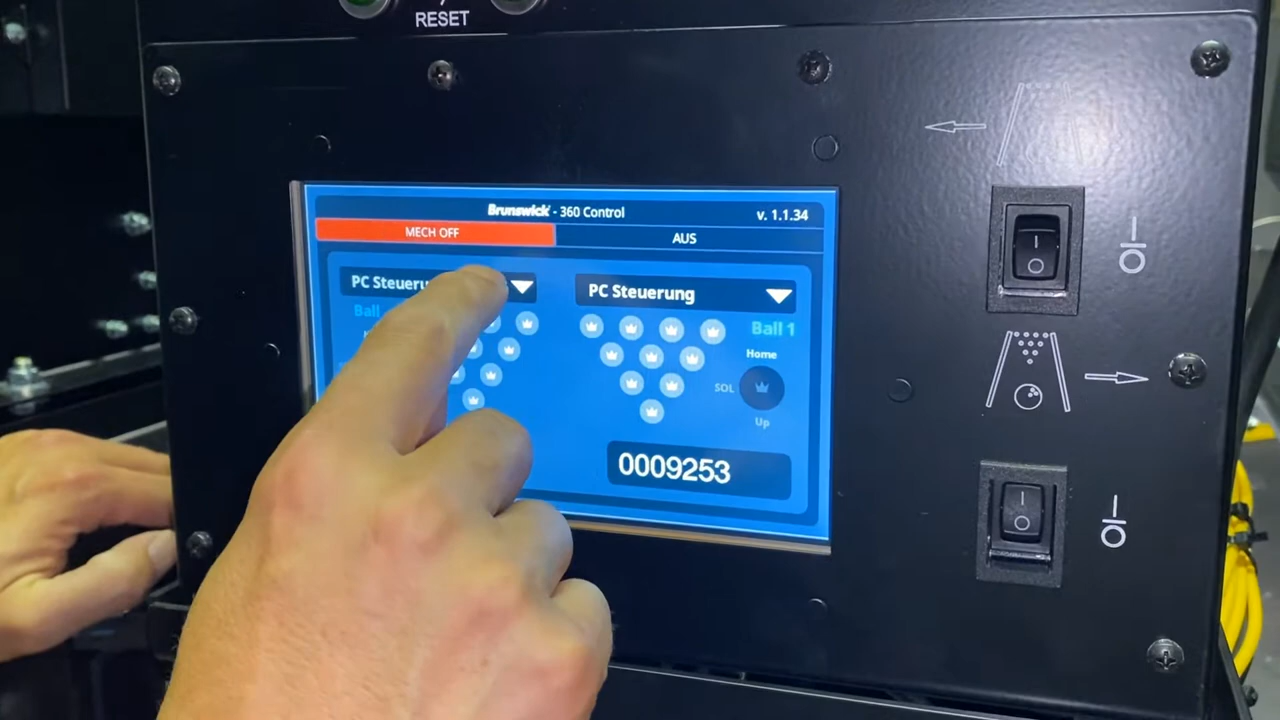 RESET
Brunswick - 360 Control
v. 1.1.34
MECH OFF
AUS
PC
PC Steuerung
Ball
Ball 1
Home
SOL
Up
0009253